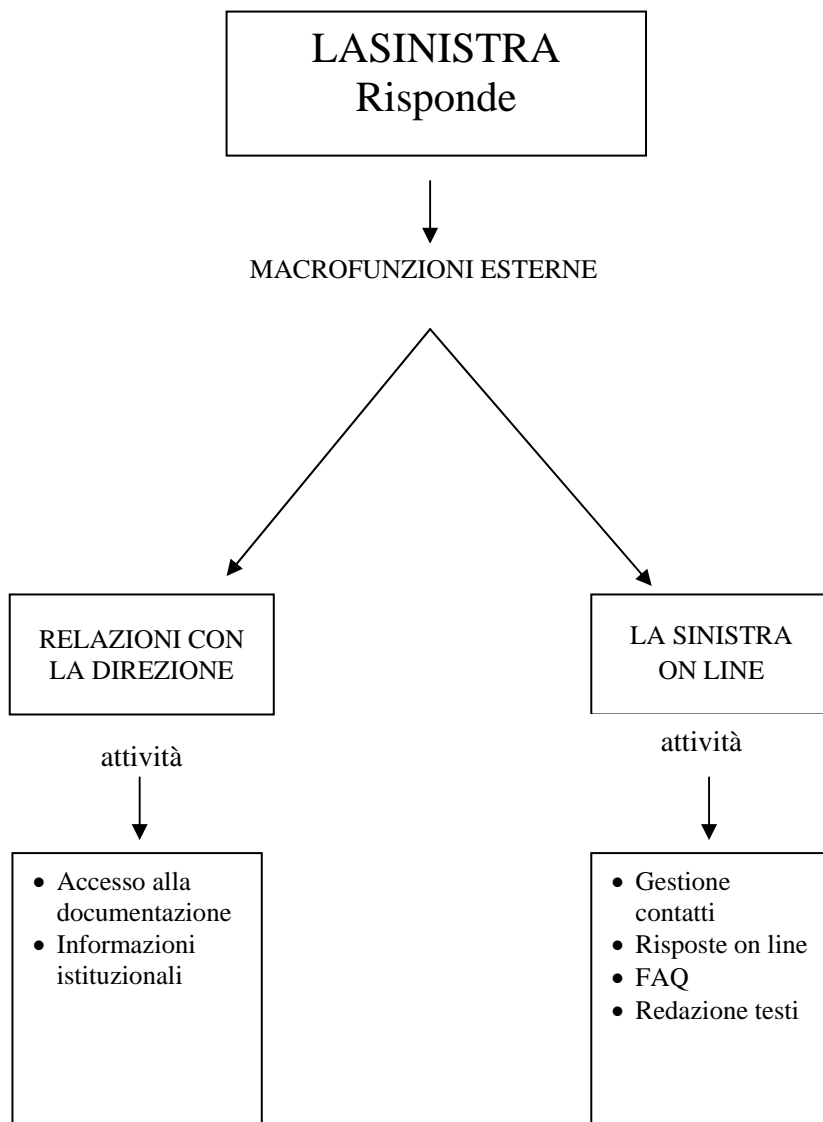 LASINISTRA
Risponde
MACROFUNZIONI ESTERNE
RELAZIONI CON
LA DIREZIONE
attività
• Accesso alla
documentazione
• Informazioni
istituzionali
LA SINISTRA
ON LINE
attività
• Gestione
contatti
• Risposte on line
• FAQ
• Redazione testi